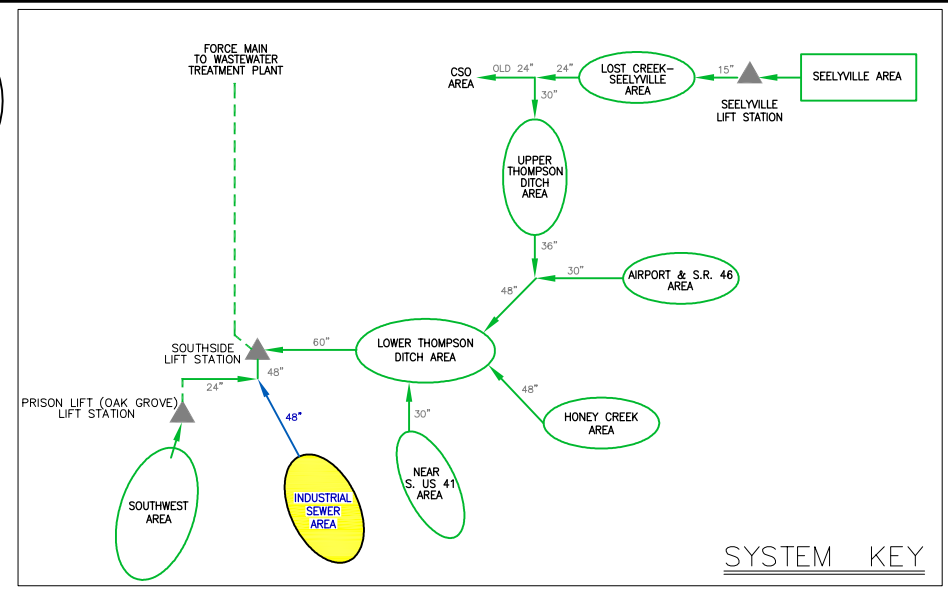 FORCE MAIN
TO WASTEWATER
TREATMENT PLANT
CSO
AREA
OLD 24"
24"
LOST CREEK–
SEELYVILLE
AREA
15"
SEELYVILLE
LIFT STATION
SEELYVILLE AREA
30"
UPPER
THOMPSON
DITCH
AREA
36"
30"
AIRPORT & S.R. 46
AREA
48"
SOUTHSIDE
LIFT STATION
60"
LOWER THOMPSON
DITCH AREA
48"
24"
PRISON LIFT (OAK GROVE)
LIFT STATION
48"
30"
48"
HONEY CREEK
AREA
SOUTHWEST
AREA
INDUSTRIAL
SEWER
AREA
NEAR
S. US 41
AREA
SYSTEM KEY